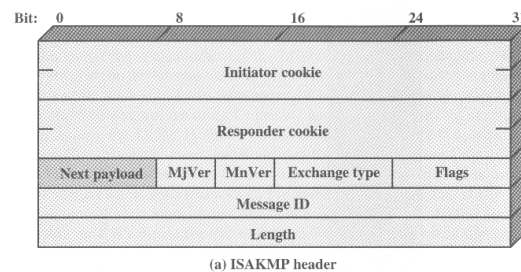 Bit: 0 8 16 24 3
Initiator cookie
Responder cookie
Next payload MjVer MnVer Exchange type Flags
Message ID
Length
(a) ISAKMP header